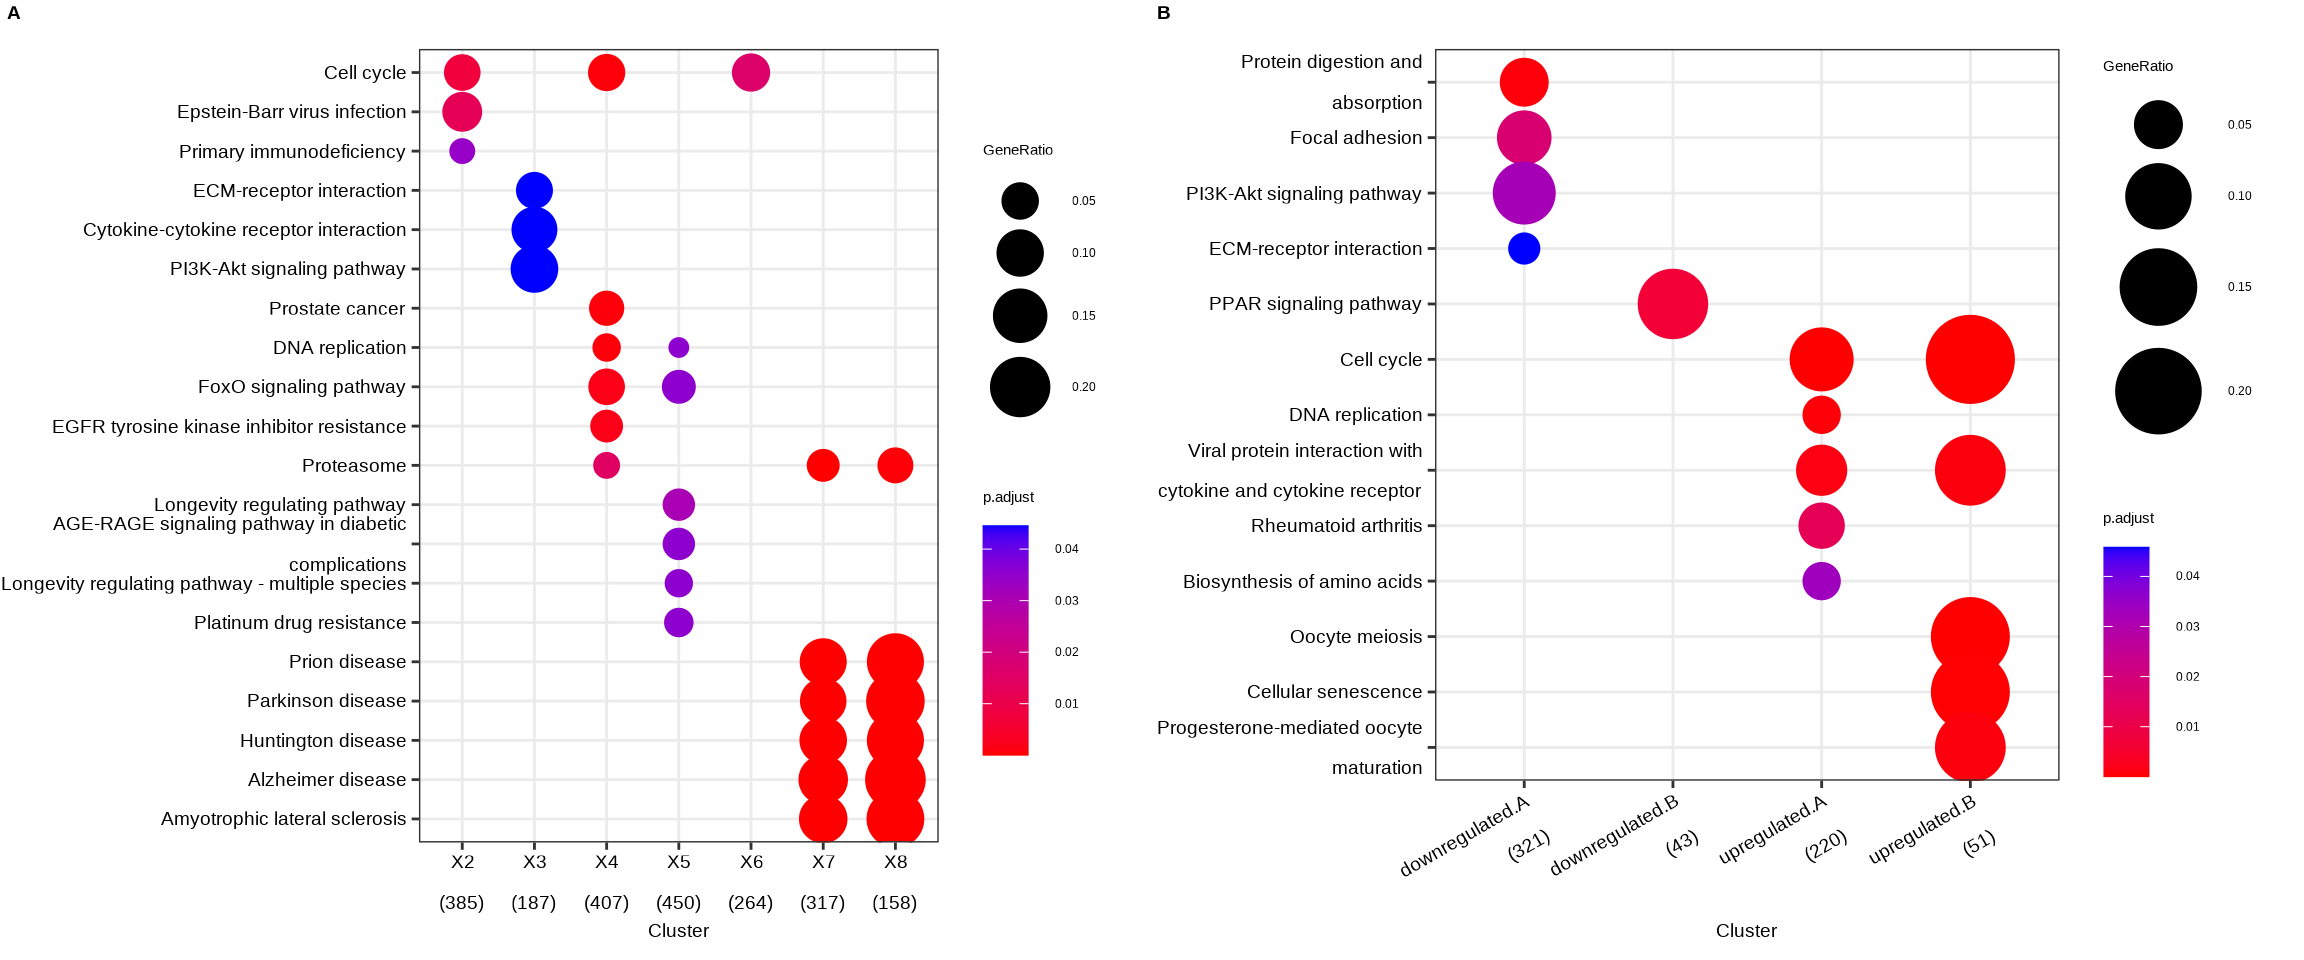 A
Cell cycle
Epstein-Barr virus infection
Primary immunodeficiency
ECM-receptor interaction
Cytokine-cytokine receptor interaction
PI3K-Akt signaling pathway
Prostate cancer
DNA replication
FoxO signaling pathway
EGFR tyrosine kinase inhibitor resistance
Proteasome
Longevity regulating pathway
AGE-RAGE signaling pathway in diabetic
complications
Longevity regulating pathway - multiple species
Platinum drug resistance
Prion disease
Parkinson disease
Huntington disease
Alzheimer disease
Amyotrophic lateral sclerosis
X2 X3 X4 X5 X6 X7 X8
(385) (187) (407) (450) (264) (317) (158)
Cluster
GeneRatio
0.05
0.10
0.15
0.20
p.adjust
0.04
0.03
0.02
0.01
B
Protein digestion and
absorption
Focal adhesion
PI3K-Akt signaling pathway
ECM-receptor interaction
PPAR signaling pathway
Cell cycle
DNA replication
Viral protein interaction with
cytokine and cytokine receptor
Rheumatoid arthritis
Biosynthesis of amino acids
Oocyte meiosis
Cellular senescence
Progesterone-mediated oocyte
maturation
downregulated.A
(321)
downregulated.B
(43)
upregulated.A
(220)
upregulated.B
(51)
Cluster
GeneRatio
0.05
0.10
0.15
0.20
p.adjust
0.04
0.03
0.02
0.01